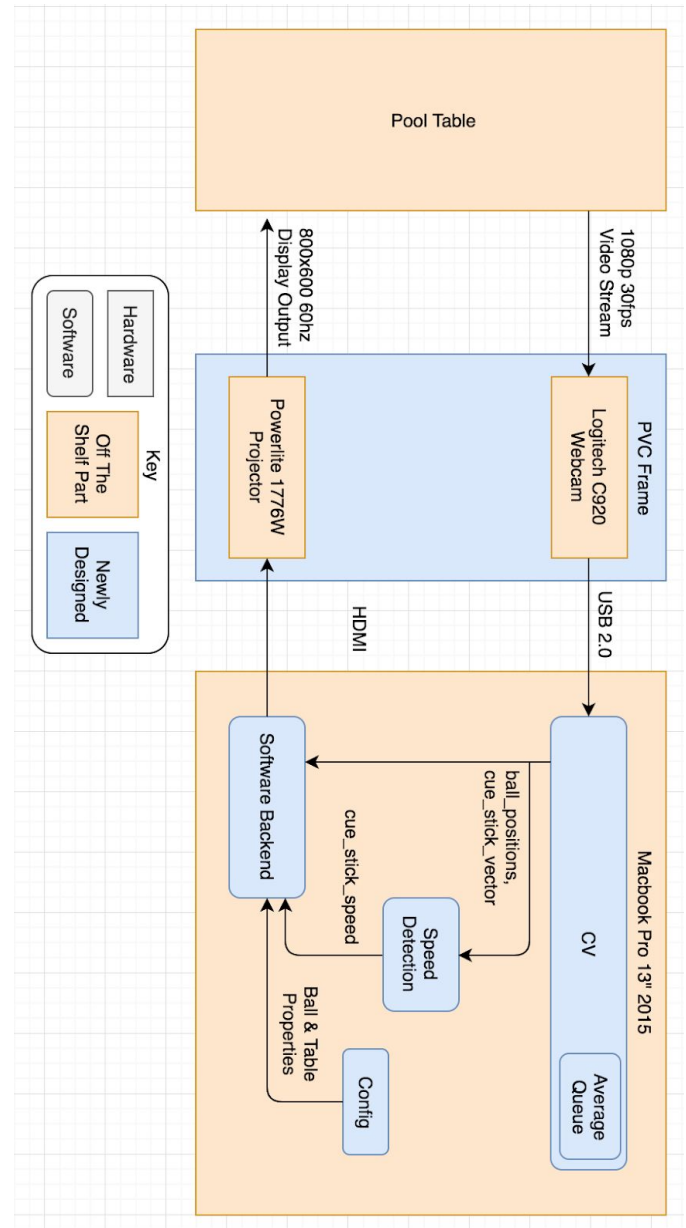 Pool Table
1080p 30fps
Video Stream
800x600 60hz
Display Output
PVC Frame
Logitech C920
Webcam
Powerlite 1776W
Projector
USB 2.0
HDMI
Macbook Pro 13" 2015
CV
Average
Queue
ball_positions,
cue_stick_vector
Speed
Detection
cue_stick_speed
Software Backend
Config
Ball & Table
Properties
Key
Hardware
Software
Off The
Shelf Part
Newly
Designed